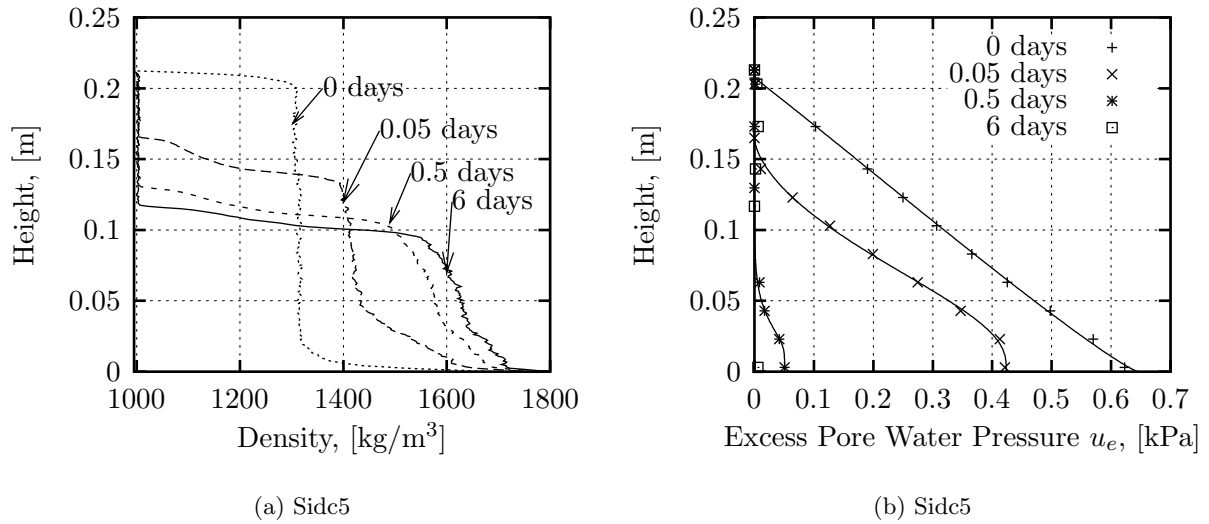 0.25
0.2
0.15
0.1
0.05
0
1000
1200
1400
1600
1800
Height, [m]
Density, [kg/m³]
0 days
0.05 days
0.5 days
6 days
(a) Sidc5
0.25
0.2
0.15
0.1
0.05
0
0
0.1
0.2
0.3
0.4
0.5
0.6
0.7
Height, [m]
Excess Pore Water Pressure uₑ, [kPa]
0 days
0.05 days
0.5 days
6 days
(b) Sidc5